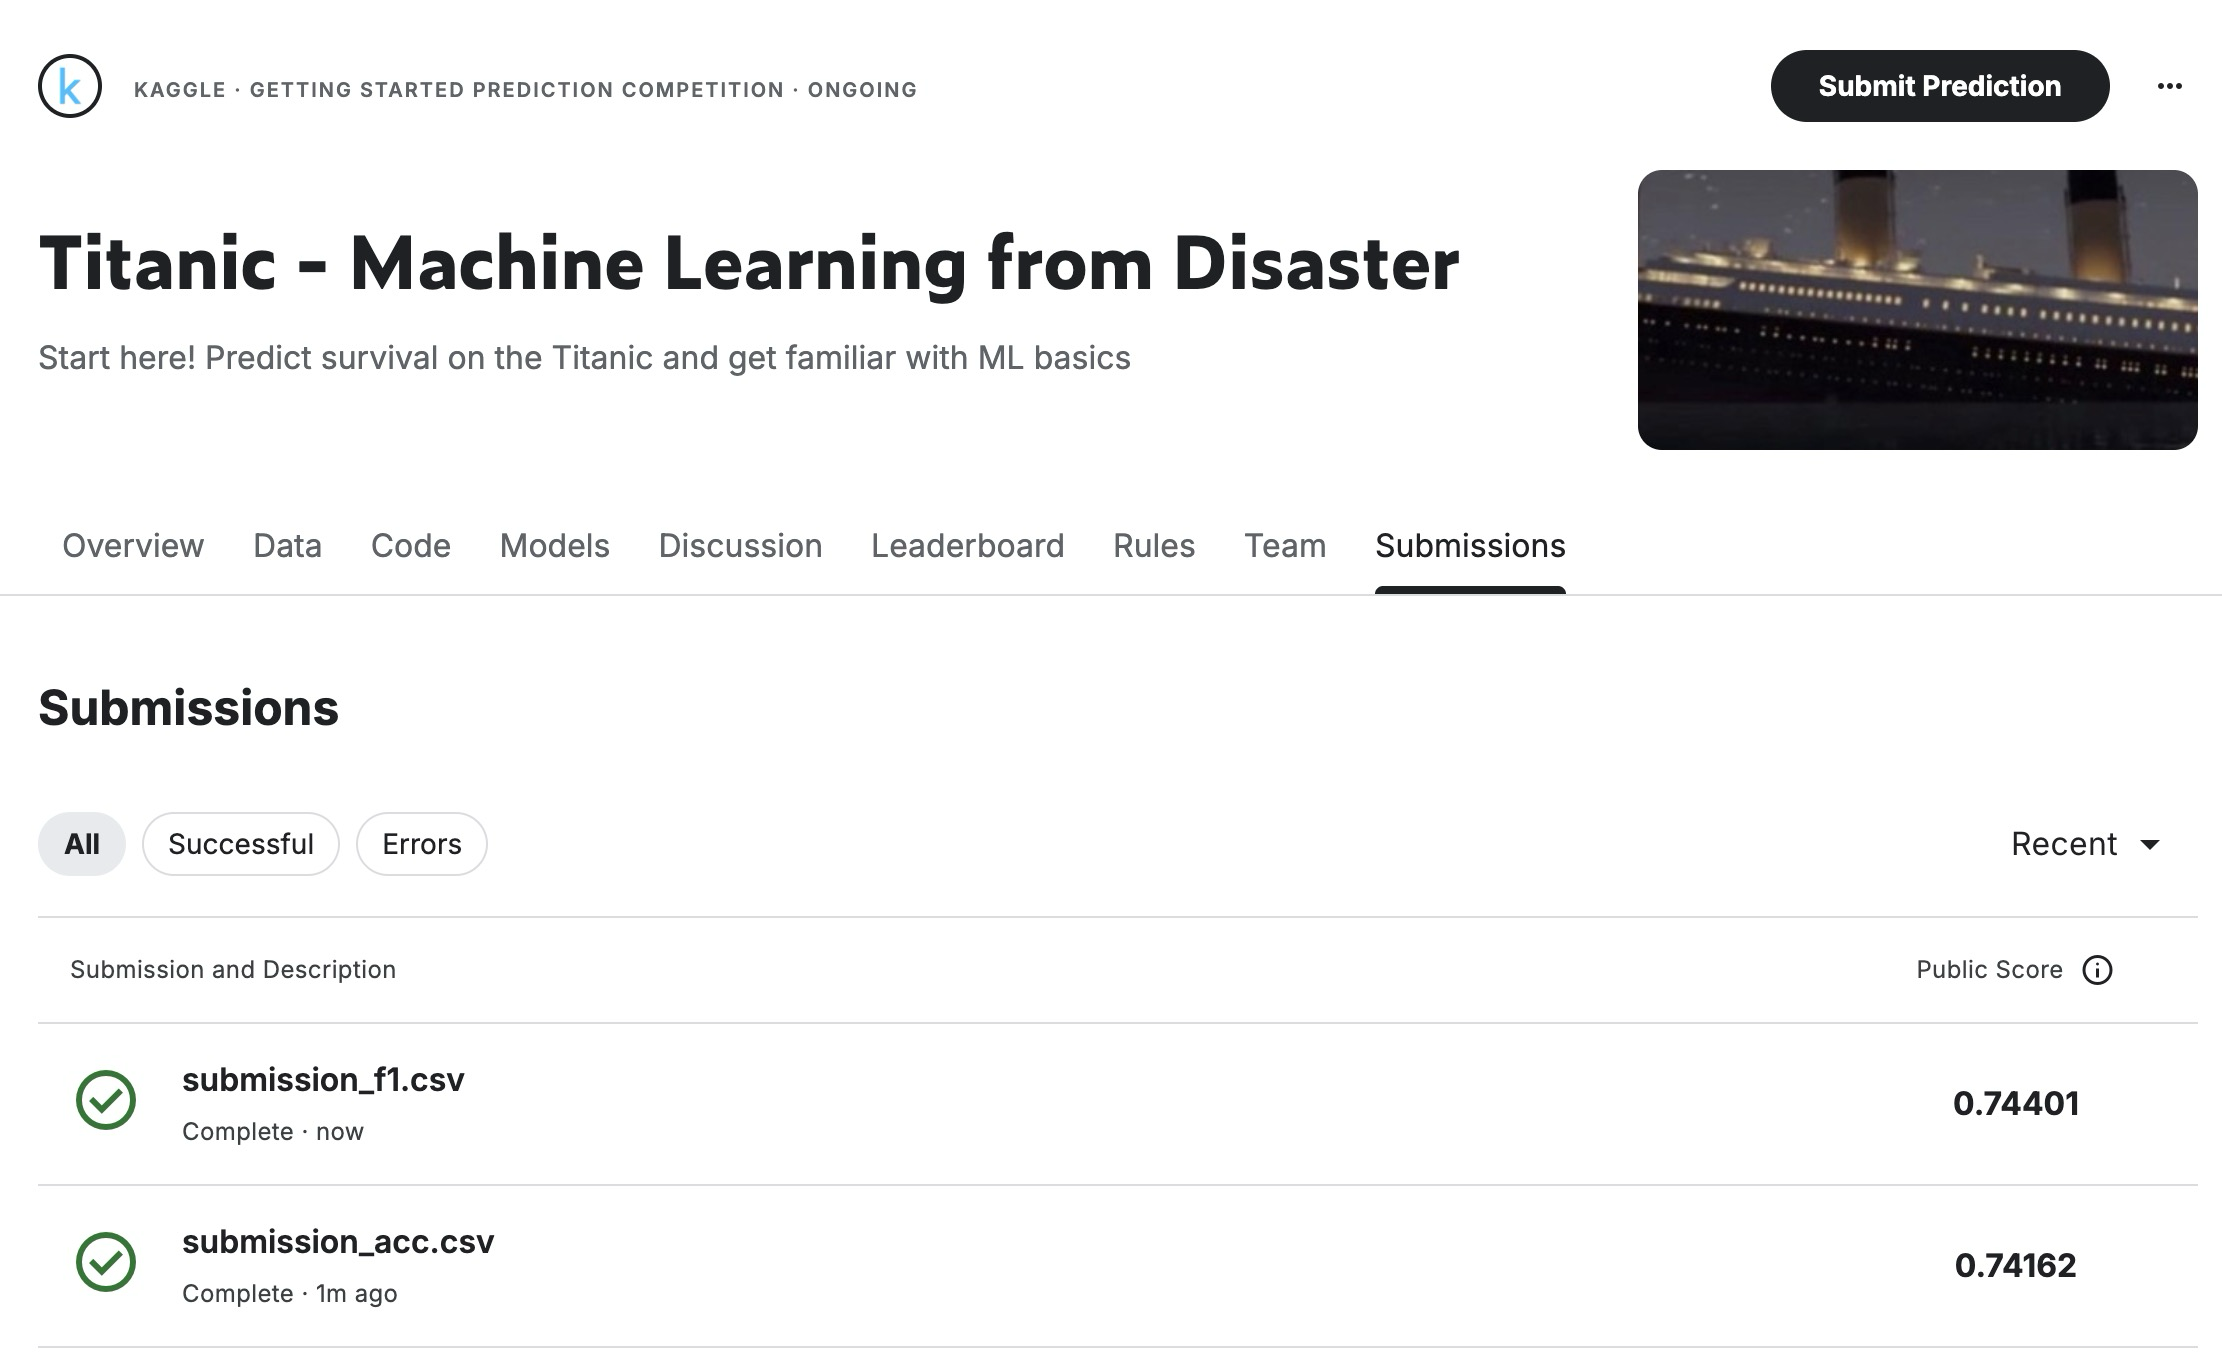 k
KAGGLE · GETTING STARTED PREDICTION COMPETITION · ONGOING
Submit Prediction
Titanic - Machine Learning from Disaster
Start here! Predict survival on the Titanic and get familiar with ML basics
Overview Data Code Models Discussion Leaderboard Rules Team Submissions
Submissions
All Successful Errors Recent
Submission and Description Public Score
submission_f1.csv
Complete · now
0.74401
submission_acc.csv
Complete · 1m ago
0.74162